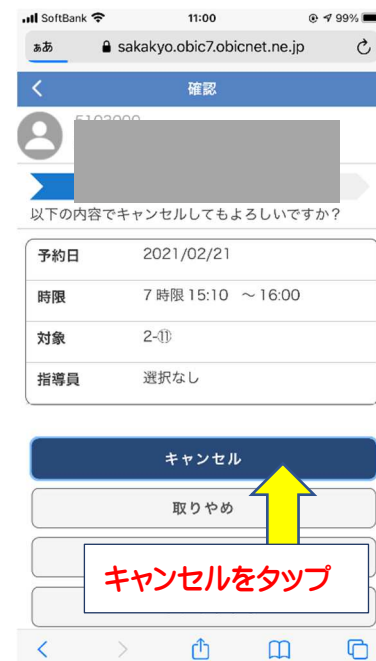 SoftBank 11:00 99%
ぁあ sakakyo.obic7.obicnet.ne.jp
確認
以下の内容でキャンセルしてもよろしいですか？
予約日 2021/02/21
時限 7時限 15:10 ～ 16:00
対象 2-⑪
指導員 選択なし
キャンセル
取りやめ
キャンセルをタップ